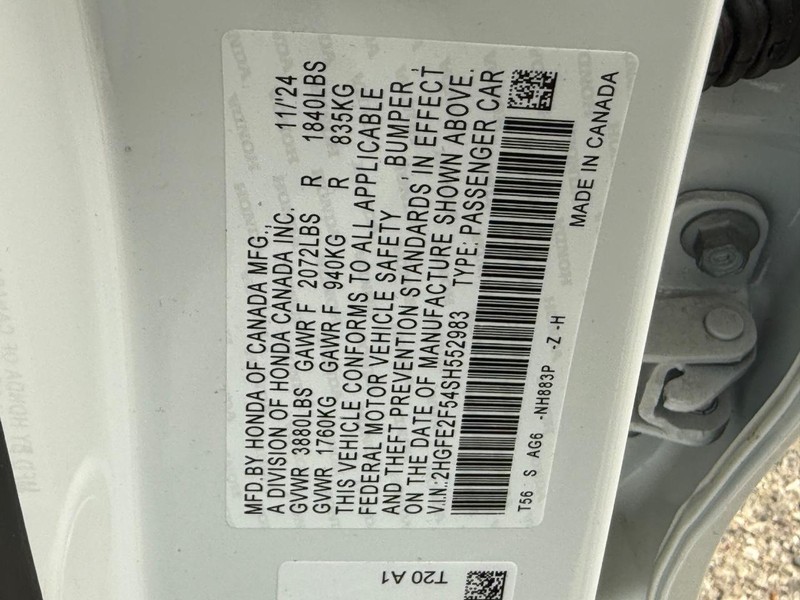 MFD.BY HONDA OF CANADA MFG., 11/'24
A DIVISION OF HONDA CANADA INC.
GVWR 3880LBS GAWR F 2072LBS R 1840LBS
GVWR 1760KG GAWR F 940KG R 835KG
THIS VEHICLE CONFORMS TO ALL APPLICABLE
FEDERAL MOTOR VEHICLE SAFETY , BUMPER ,
AND THEFT PREVENTION STANDARDS IN EFFECT
ON THE DATE OF MANUFACTURE SHOWN ABOVE.
V.I.N.:2HGFE2F54SH552983 TYPE: PASSENGER CAR
T56 S AG6 -NH883P -Z -H
MADE IN CANADA
T20 A1